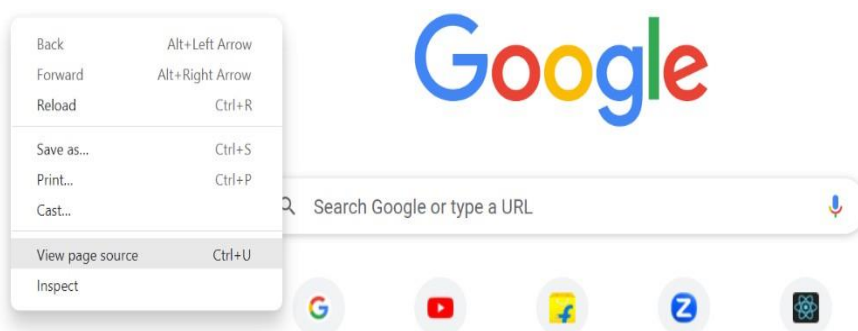 Back Alt+Left Arrow
Forward Alt+Right Arrow
Reload Ctrl+R
Save as... Ctrl+S
Print... Ctrl+P
Cast...
View page source Ctrl+U
Inspect
Google
Search Google or type a URL